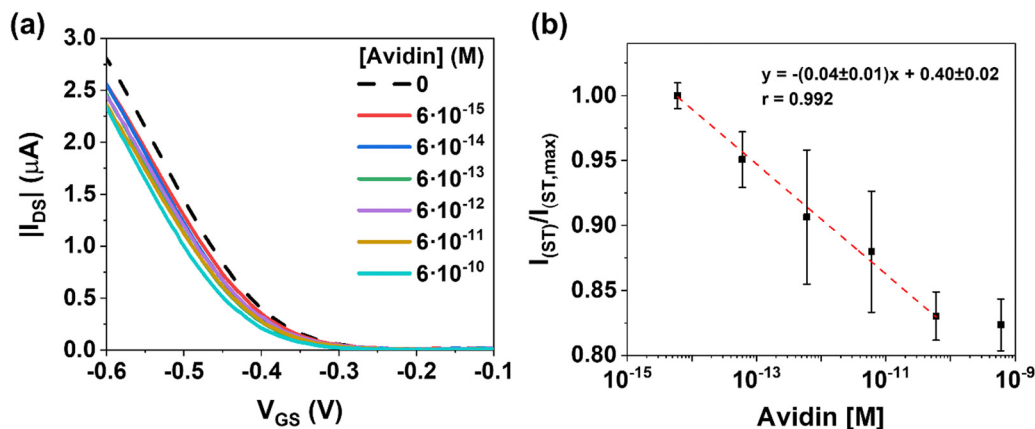 (a)
3.0
2.5
2.0
1.5
1.0
0.5
0.0
|I_DS| (μA)
[Avidin] (M)
0
6·10⁻¹⁵
6·10⁻¹⁴
6·10⁻¹³
6·10⁻¹²
6·10⁻¹¹
6·10⁻¹⁰
-0.6 -0.5 -0.4 -0.3 -0.2 -0.1
V_GS (V)
(b)
y = -(0.04±0.01)x + 0.40±0.02
r = 0.992
1.00
0.95
0.90
0.85
0.80
I_(ST)/I_(ST,max)
10⁻¹⁵ 10⁻¹³ 10⁻¹¹ 10⁻⁹
Avidin [M]